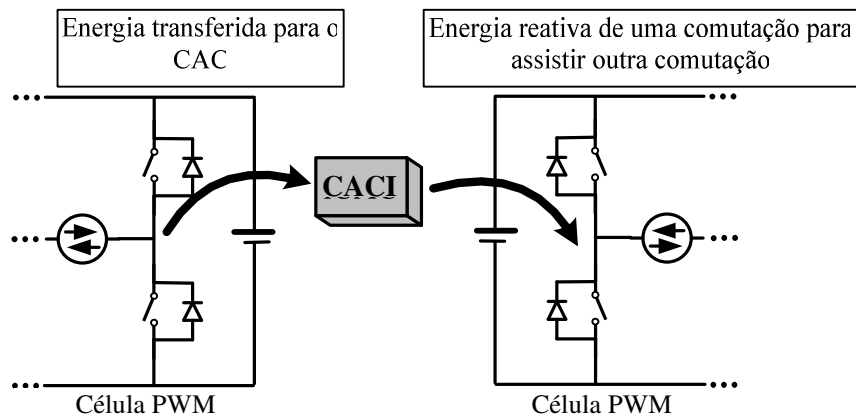 Energia transferida para o
CAC
Energia reativa de uma comutação para
assistir outra comutação
CACI
Célula PWM
Célula PWM